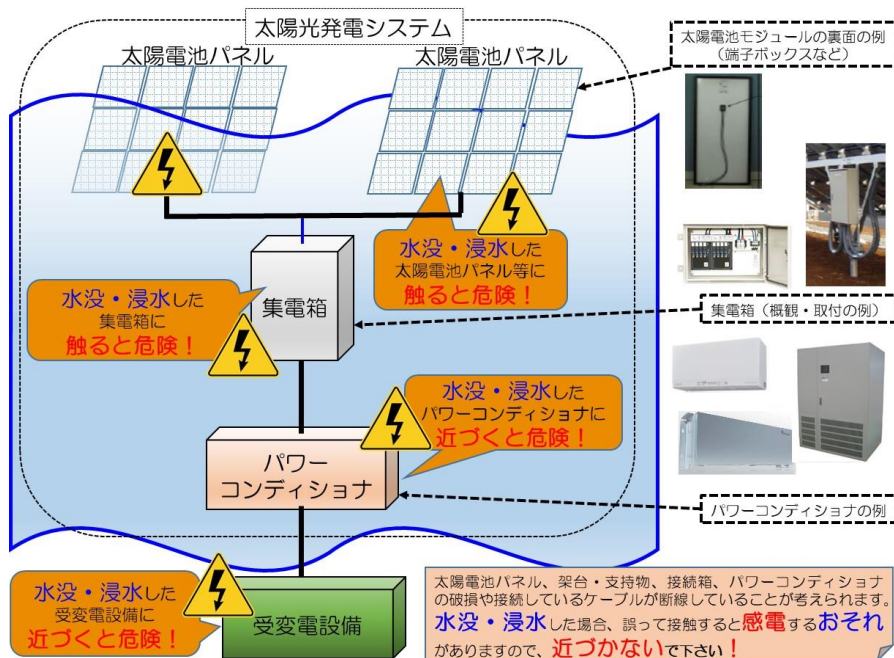 太陽光発電システム
太陽電池パネル
太陽電池パネル
太陽電池モジュールの裏面の例
(端子ボックスなど)
水没・浸水した
太陽電池パネル等に
触ると危険!
水没・浸水した
集電箱に
触ると危険!
集電箱
集電箱(概観・取付の例)
水没・浸水した
パワーコンディショナに
近づくと危険!
パワー
コンディショナ
パワーコンディショナの例
水没・浸水した
受変電設備に
近づくと危険!
受変電設備
太陽電池パネル、架台・支持物、接続箱、パワーコンディショナ
の破損や接続しているケーブルが断線していることが考えられます。
水没・浸水した場合、誤って接触すると感電するおそれ
がありますので、近づかないで下さい!